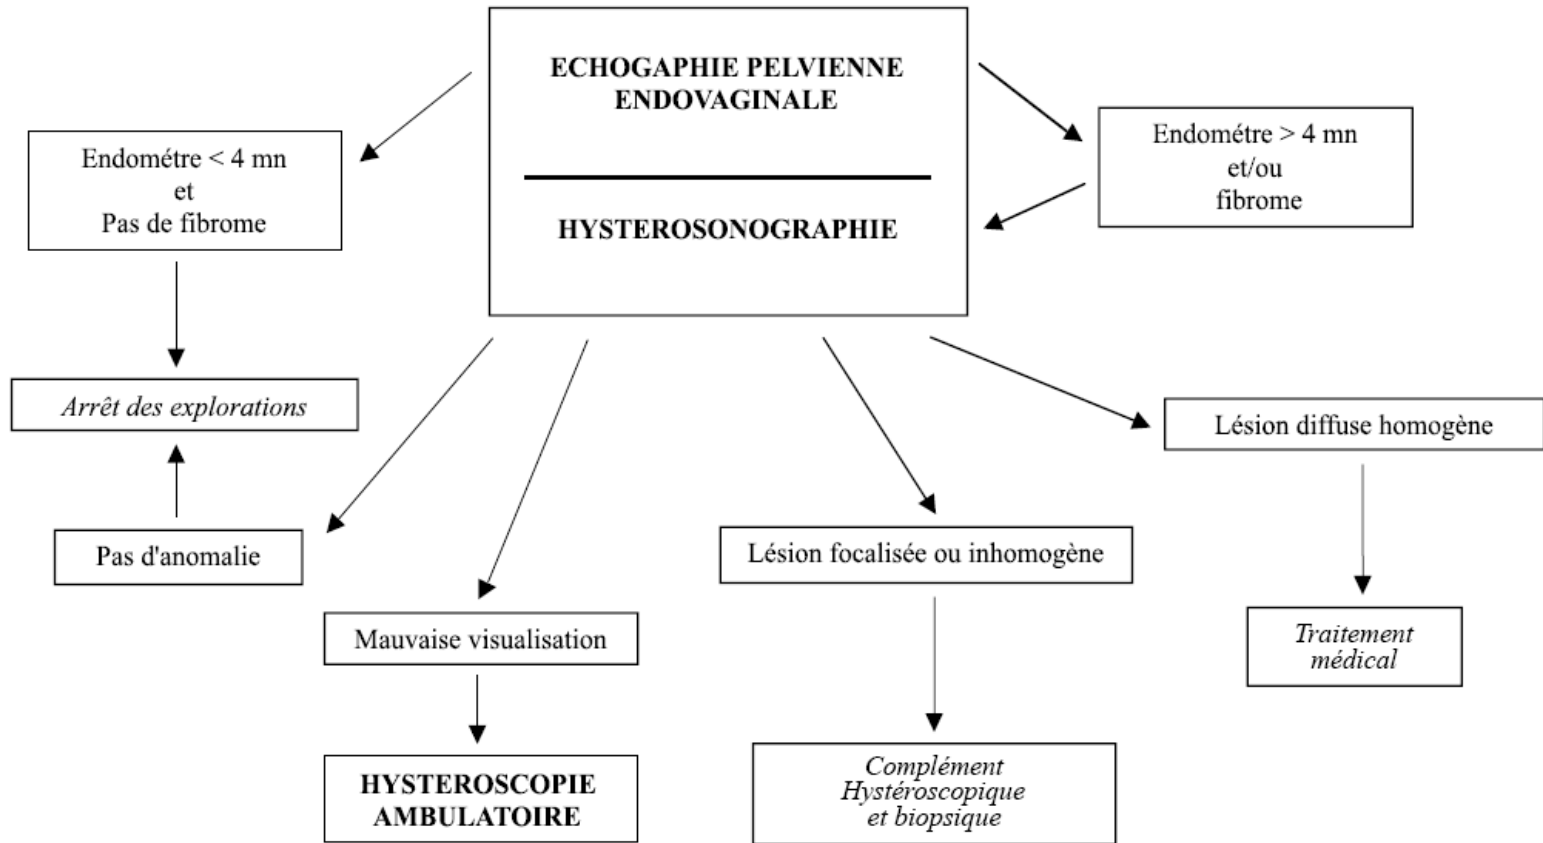 ECHOGAPHIE PELVIENNE
ENDOVAGINALE
HYSTEROSONOGRAPHIE
Endométre < 4 mn
et
Pas de fibrome
Endométre > 4 mn
et/ou
fibrome
Arrêt des explorations
Pas d'anomalie
Mauvaise visualisation
HYSTEROSCOPIE
AMBULATOIRE
Lésion focalisée ou inhomogène
Complément
Hystéroscopique
et biopsique
Lésion diffuse homogène
Traitement
médical